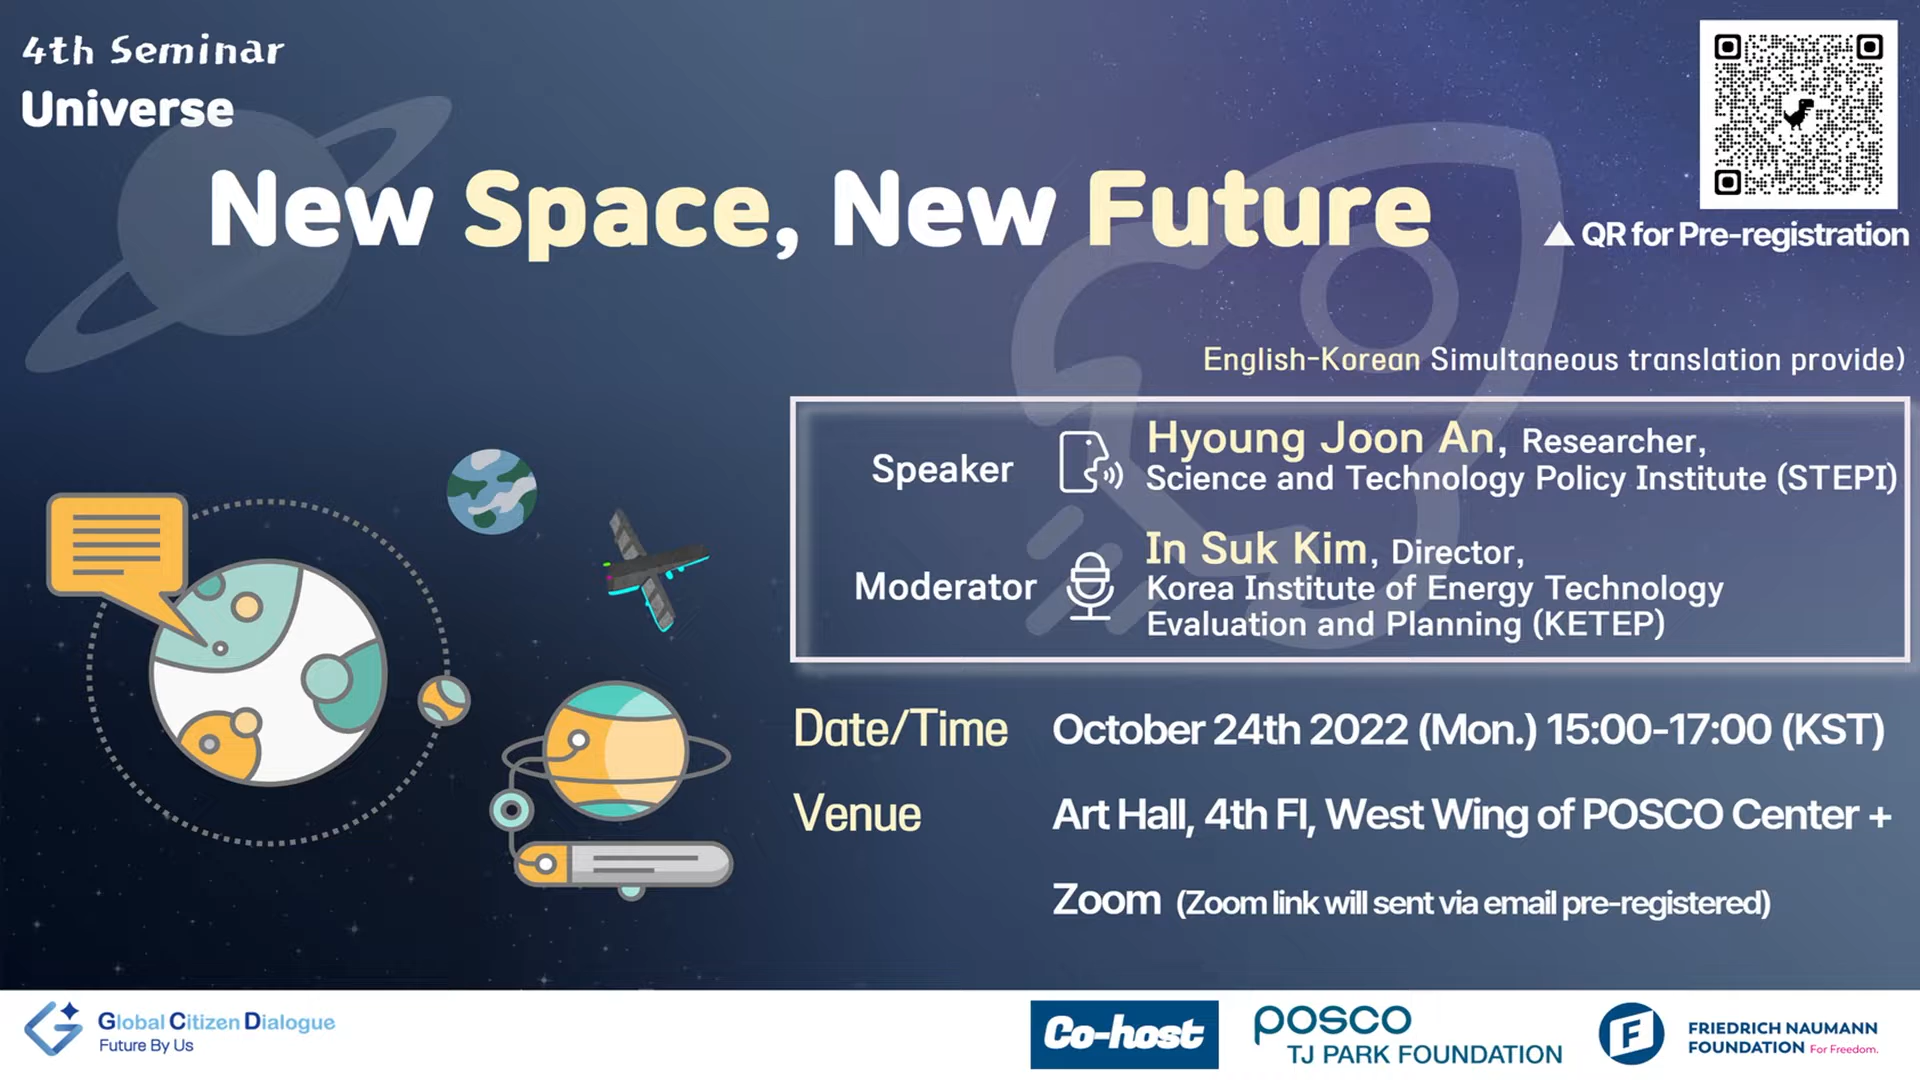 4th Seminar
Universe
New Space, New Future
▲ QR for Pre-registration
English-Korean Simultaneous translation provide)
Speaker
Hyoung Joon An, Researcher,
Science and Technology Policy Institute (STEPI)
Moderator
In Suk Kim, Director,
Korea Institute of Energy Technology
Evaluation and Planning (KETEP)
Date/Time October 24th 2022 (Mon.) 15:00-17:00 (KST)
Venue Art Hall, 4th Fl, West Wing of POSCO Center +
Zoom (Zoom link will sent via email pre-registered)
Global Citizen Dialogue
Future By Us
Co-host
posco
TJ PARK FOUNDATION
F
FRIEDRICH NAUMANN
FOUNDATION For Freedom.